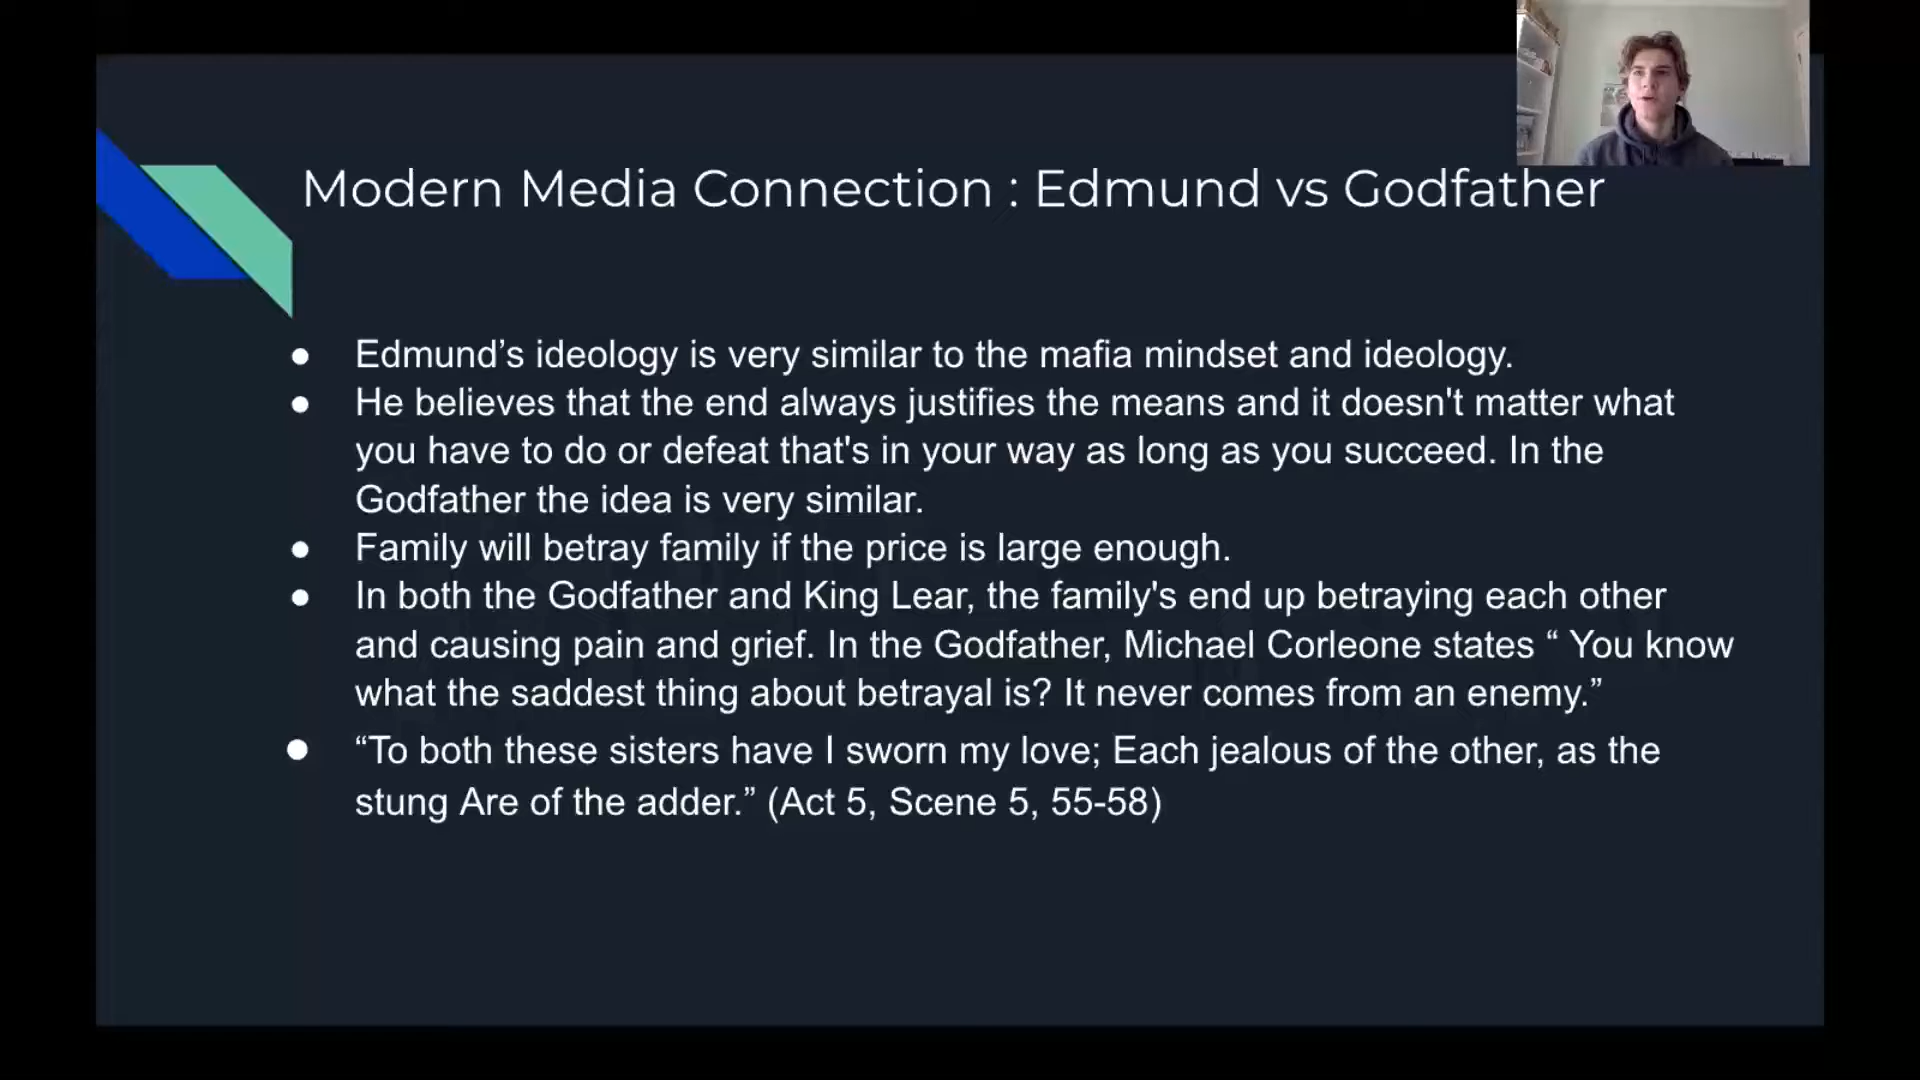 Modern Media Connection : Edmund vs Godfather
● Edmund’s ideology is very similar to the mafia mindset and ideology.
● He believes that the end always justifies the means and it doesn't matter what
you have to do or defeat that's in your way as long as you succeed. In the
Godfather the idea is very similar.
● Family will betray family if the price is large enough.
● In both the Godfather and King Lear, the family's end up betraying each other
and causing pain and grief. In the Godfather, Michael Corleone states “ You know
what the saddest thing about betrayal is? It never comes from an enemy.”
● “To both these sisters have I sworn my love; Each jealous of the other, as the
stung Are of the adder.” (Act 5, Scene 5, 55-58)